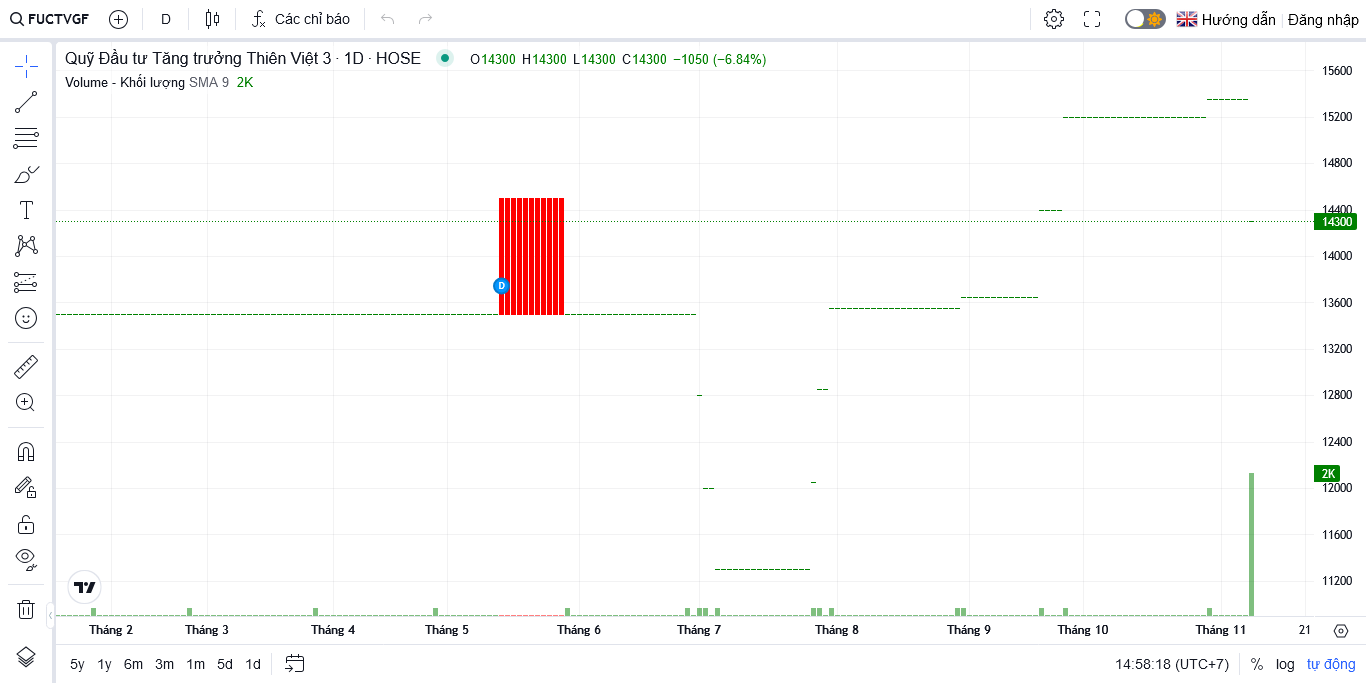 FUCTVGF D Các chỉ báo Hướng dẫn Đăng nhập
Quỹ Đầu tư Tăng trưởng Thiên Việt 3 · 1D · HOSE O14300 H14300 L14300 C14300 −1050 (−6.84%)
Volume - Khối lượng SMA 9 2K
15600
15200
14800
14400
14300
14000
D
13600
13200
12800
12400
2K
12000
11600
11200
Tháng 2 Tháng 3 Tháng 4 Tháng 5 Tháng 6 Tháng 7 Tháng 8 Tháng 9 Tháng 10 Tháng 11 21
5y 1y 6m 3m 1m 5d 1d 14:58:18 (UTC+7) % log tự động